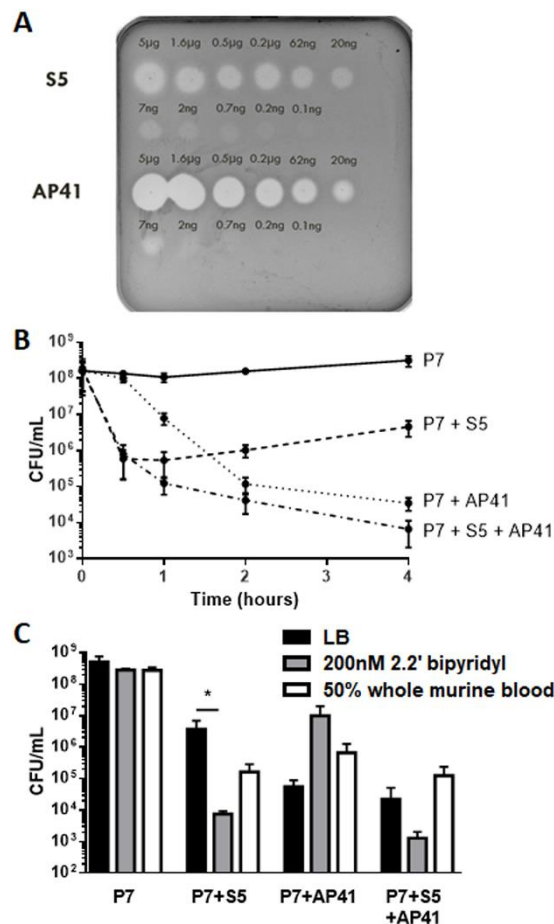 A
5μg 1.6μg 0.5μg 0.2μg 62ng 20ng
S5
7ng 2ng 0.7ng 0.2ng 0.1ng
5μg 1.6μg 0.5μg 0.2μg 62ng 20ng
AP41
7ng 2ng 0.7ng 0.2ng 0.1ng
B
10⁹
10⁸
10⁷
10⁶
10⁵
10⁴
10³
CFU/mL
P7
P7 + S5
P7 + AP41
P7 + S5 + AP41
0 1 2 3 4
Time (hours)
C
LB
200nM 2.2' bipyridyl
50% whole murine blood
10⁹
10⁸
10⁷
10⁶
10⁵
10⁴
10³
10²
CFU/mL
*
P7 P7+S5 P7+AP41 P7+S5
+AP41